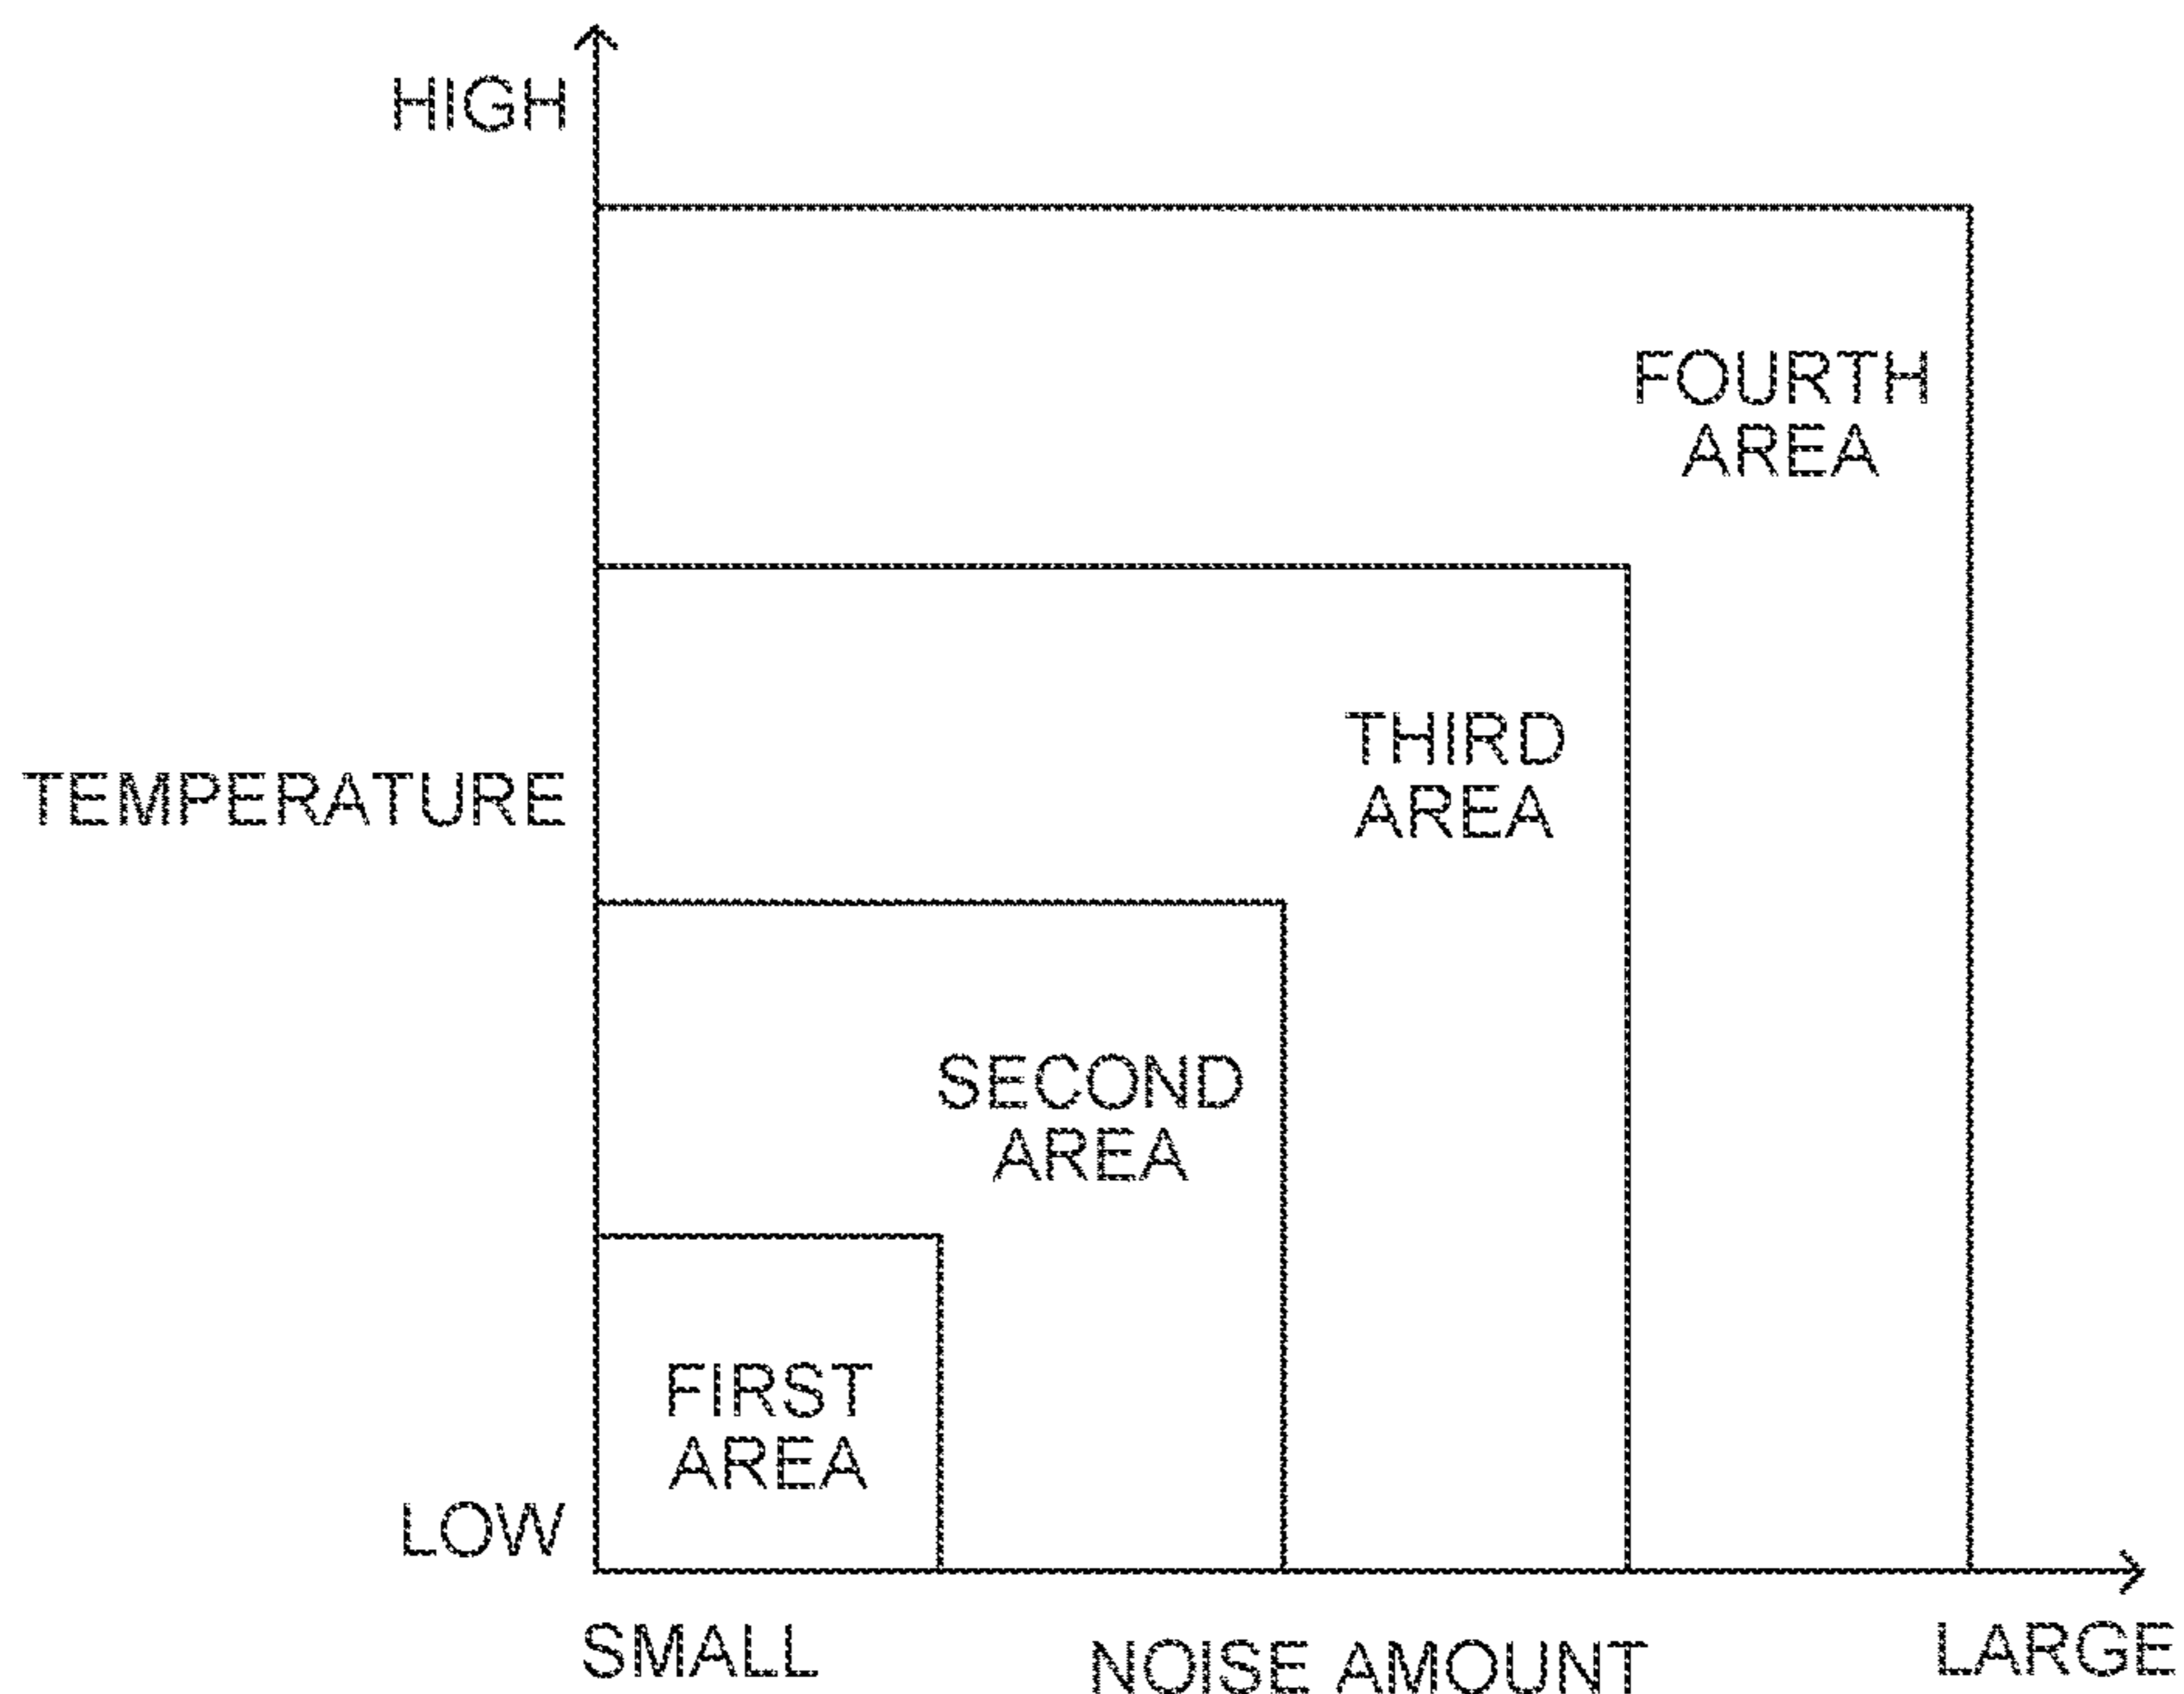 HIGH
FOURTH
AREA
THIRD
AREA
TEMPERATURE
SECOND
AREA
FIRST
AREA
LOW
SMALL
NOISE AMOUNT
LARGE